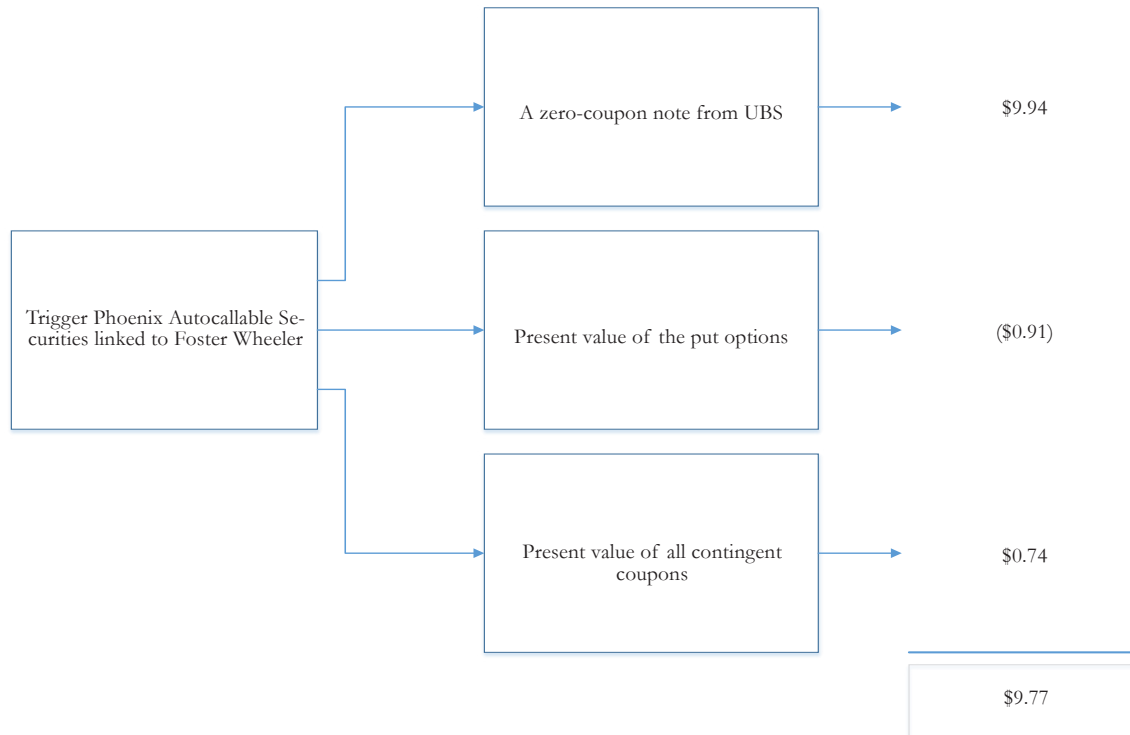 A zero-coupon note from UBS
$9.94
Trigger Phoenix Autocallable Se-
curities linked to Foster Wheeler
Present value of the put options
($0.91)
Present value of all contingent
coupons
$0.74
$9.77